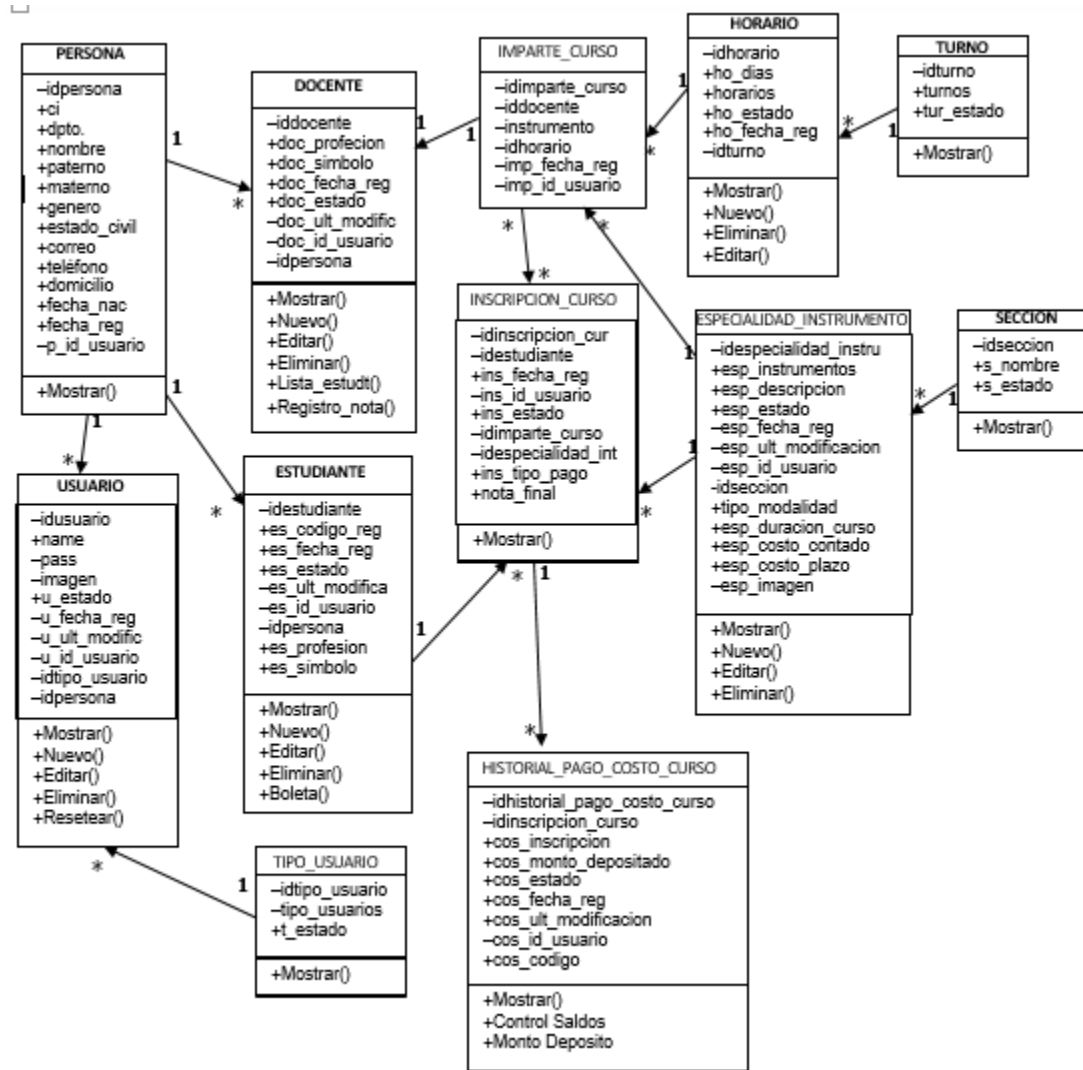 PERSONA
–idpersona
+ci
+dpto.
+nombre
+paterno
+materno
+genero
+estado_civil
+correo
+teléfono
+domicilio
+fecha_nac
+fecha_reg
–p_id_usuario
+Mostrar()
1
*
1
*
1
*
DOCENTE
–iddocente
+doc_profecion
+doc_simbolo
+doc_fecha_reg
+doc_estado
–doc_ult_modific
–doc_id_usuario
–idpersona
+Mostrar()
+Nuevo()
+Editar()
+Eliminar()
+Lista_estudt()
+Registro_nota()
1
1
IMPARTE_CURSO
–idimparte_curso
–iddocente
–instrumento
–idhorario
–imp_fecha_reg
–imp_id_usuario
1
*
*
*
*
1
HORARIO
–idhorario
+ho_dias
+horarios
+ho_estado
+ho_fecha_reg
–idturno
+Mostrar()
+Nuevo()
+Eliminar()
+Editar()
*
1
TURNO
–idturno
+turnos
+tur_estado
+Mostrar()
INSCRIPCION_CURSO
–idinscripcion_cur
–idestudiante
+ins_fecha_reg
–ins_id_usuario
+ins_estado
–idimparte_curso
–idespecialidad_int
+ins_tipo_pago
+nota_final
+Mostrar()
1
*
ESPECIALIDAD_INSTRUMENTO
–idespecialidad_instru
+esp_instrumentos
+esp_descripcion
+esp_estado
–esp_fecha_reg
–esp_ult_modificacion
–esp_id_usuario
-idseccion
+tipo_modalidad
+esp_duracion_curso
+esp_costo_contado
+esp_costo_plazo
–esp_imagen
+Mostrar()
+Nuevo()
+Editar()
+Eliminar()
*
1
SECCION
–idseccion
+s_nombre
+s_estado
+Mostrar()
USUARIO
–idusuario
+name
–pass
–imagen
+u_estado
–u_fecha_reg
–u_ult_modific
–u_id_usuario
–idtipo_usuario
–idpersona
+Mostrar()
+Nuevo()
+Editar()
+Eliminar()
+Resetear()
*
1
ESTUDIANTE
–idestudiante
+es_codigo_reg
+es_fecha_reg
+es_estado
–es_ult_modifica
–es_id_usuario
–idpersona
+es_profesion
+es_simbolo
+Mostrar()
+Nuevo()
+Editar()
+Eliminar()
+Boleta()
1
*
1
*
TIPO_USUARIO
–idtipo_usuario
–tipo_usuarios
+t_estado
+Mostrar()
HISTORIAL_PAGO_COSTO_CURSO
–idhistorial_pago_costo_curso
–idinscripcion_curso
+cos_inscripcion
+cos_monto_depositado
+cos_estado
+cos_fecha_reg
+cos_ult_modificacion
–cos_id_usuario
+cos_codigo
+Mostrar()
+Control Saldos
+Monto Deposito